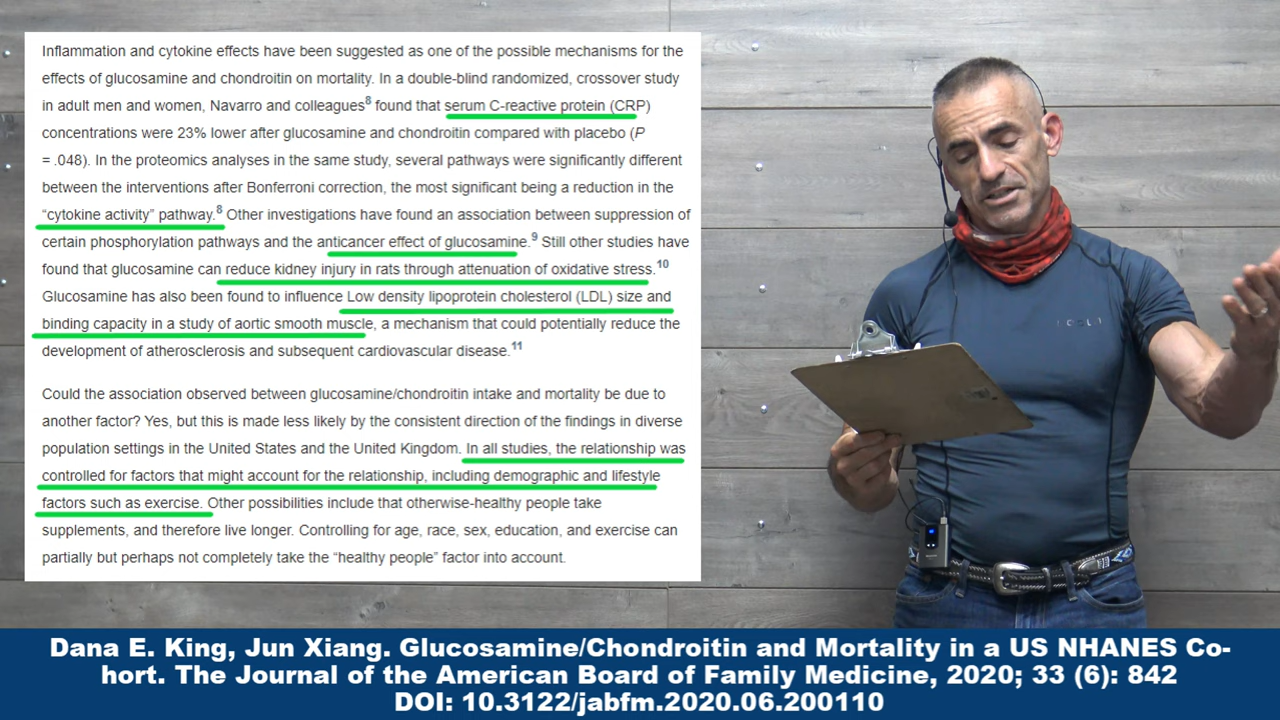 Inflammation and cytokine effects have been suggested as one of the possible mechanisms for the
effects of glucosamine and chondroitin on mortality. In a double-blind randomized, crossover study
in adult men and women, Navarro and colleagues8 found that serum C-reactive protein (CRP)
concentrations were 23% lower after glucosamine and chondroitin compared with placebo (P
= .048). In the proteomics analyses in the same study, several pathways were significantly different
between the interventions after Bonferroni correction, the most significant being a reduction in the
“cytokine activity” pathway.8 Other investigations have found an association between suppression of
certain phosphorylation pathways and the anticancer effect of glucosamine.9 Still other studies have
found that glucosamine can reduce kidney injury in rats through attenuation of oxidative stress.10
Glucosamine has also been found to influence Low density lipoprotein cholesterol (LDL) size and
binding capacity in a study of aortic smooth muscle, a mechanism that could potentially reduce the
development of atherosclerosis and subsequent cardiovascular disease.11
Could the association observed between glucosamine/chondroitin intake and mortality be due to
another factor? Yes, but this is made less likely by the consistent direction of the findings in diverse
population settings in the United States and the United Kingdom. In all studies, the relationship was
controlled for factors that might account for the relationship, including demographic and lifestyle
factors such as exercise. Other possibilities include that otherwise-healthy people take
supplements, and therefore live longer. Controlling for age, race, sex, education, and exercise can
partially but perhaps not completely take the “healthy people” factor into account.
Dana E. King, Jun Xiang. Glucosamine/Chondroitin and Mortality in a US NHANES Co-
hort. The Journal of the American Board of Family Medicine, 2020; 33 (6): 842
DOI: 10.3122/jabfm.2020.06.200110